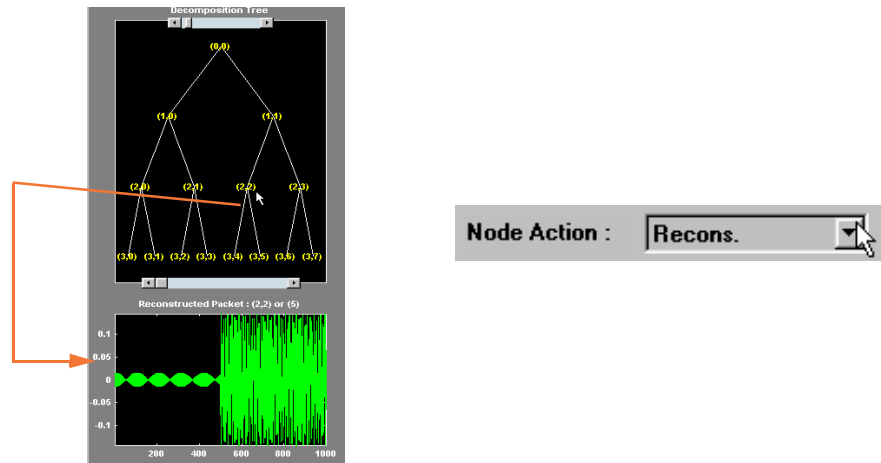 Decomposition Tree
(0,0)
(1,0) (1,1)
(2,0) (2,1) (2,2) (2,3)
(3,0) (3,1) (3,2) (3,3) (3,4) (3,5) (3,6) (3,7)
Reconstructed Packet : (2,2) or (5)
0.1
0.05
0
-0.05
-0.1
200 400 600 800 1000
Node Action : Recons.